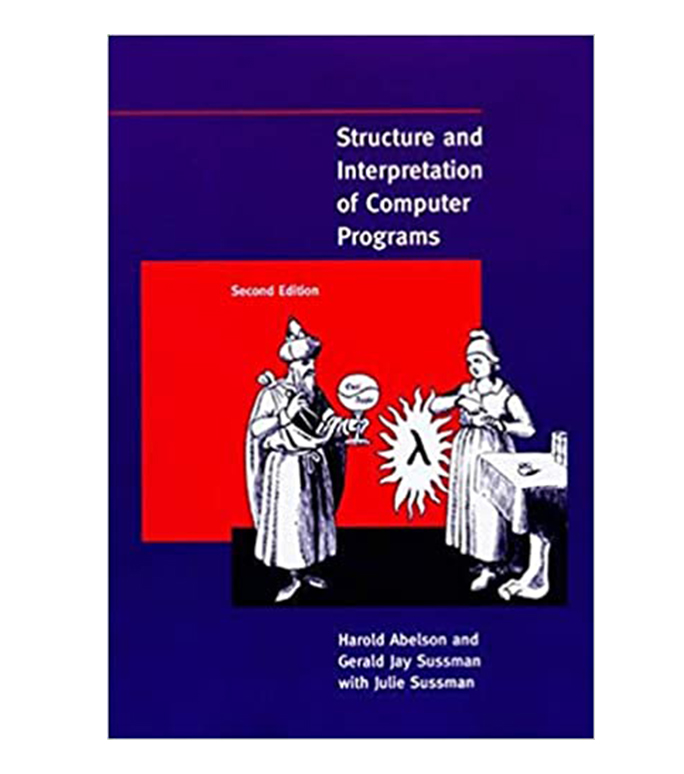 Structure and
Interpretation
of Computer
Programs
Second Edition
λ
Harold Abelson and
Gerald Jay Sussman
with Julie Sussman